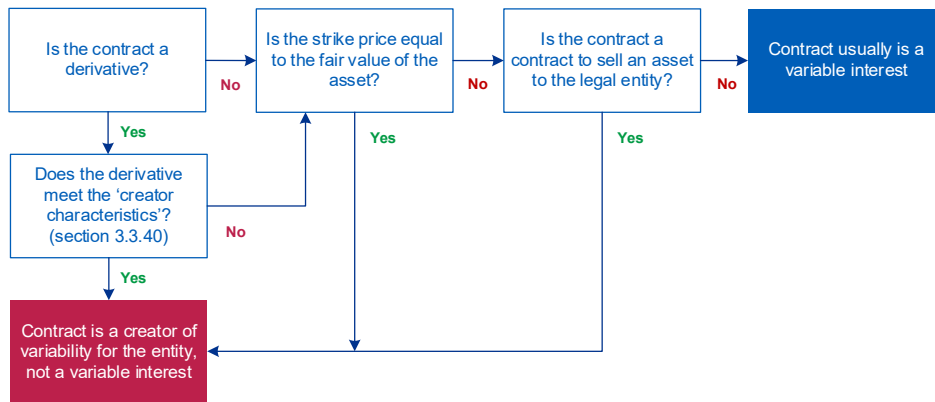 Is the contract a
derivative?
No
Is the strike price equal
to the fair value of the
asset?
No
Is the contract a
contract to sell an asset
to the legal entity?
No
Contract usually is a
variable interest
Yes
Yes
Yes
Does the derivative
meet the ‘creator
characteristics’?
(section 3.3.40)
No
Yes
Contract is a creator of
variability for the entity,
not a variable interest